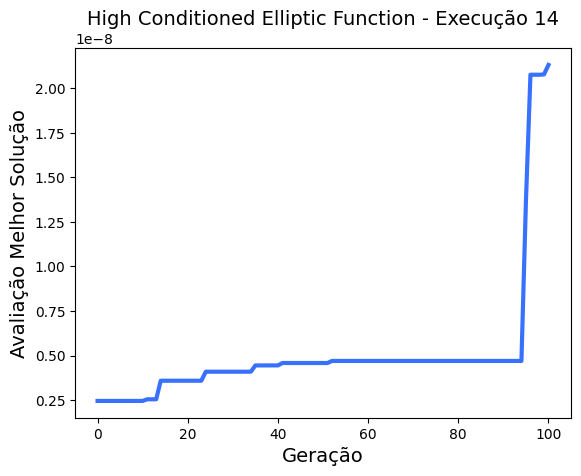 High Conditioned Elliptic Function - Execução 14
1e−8
2.00
1.75
1.50
1.25
1.00
0.75
0.50
0.25
Avaliação Melhor Solução
0 20 40 60 80 100
Geração